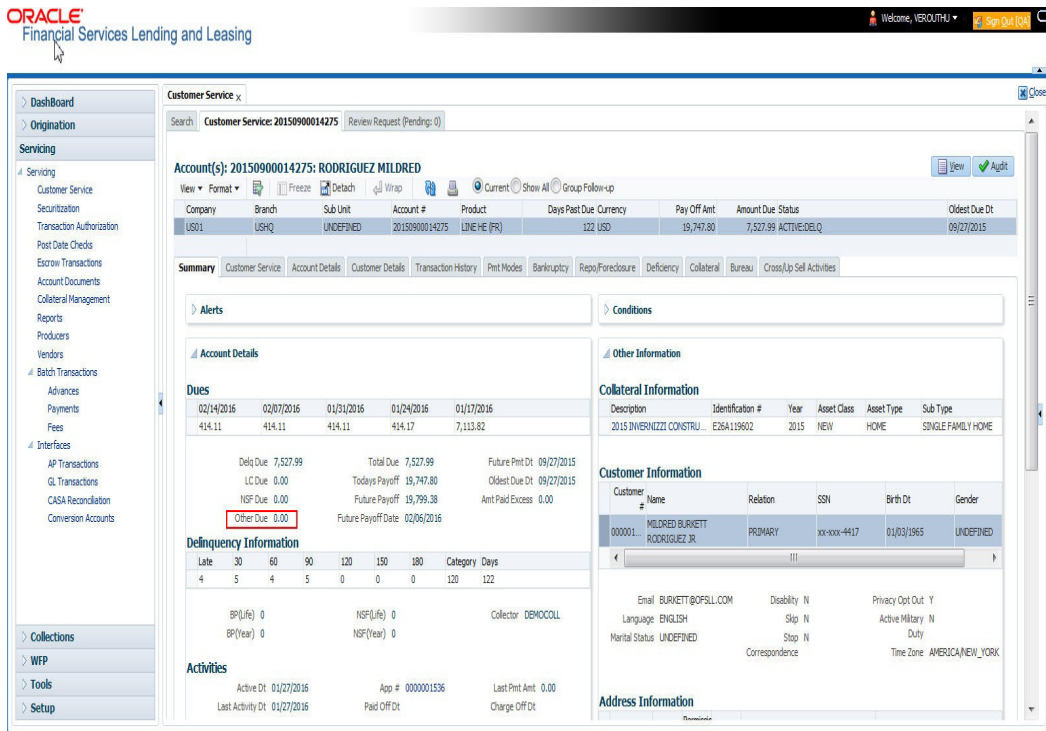 ORACLE'
Financial Services Lending and Leasing
Welcome, VEROUTHU
Sign Out [QA]
DashBoard
Origination
Servicing
Servicing
Customer Service
Securitization
Transaction Authorization
Post Date Checks
Escrow Transactions
Account Documents
Collateral Management
Reports
Producers
Vendors
Batch Transactions
Advances
Payments
Fees
Interfaces
AP Transactions
GL Transactions
CASA Reconciliation
Conversion Accounts
Collections
WFP
Tools
Setup
Customer Service x
Close
Search Customer Service: 20150900014275 Review Request (Pending: 0)
Account(s): 20150900014275: RODRIGUEZ MILDRED
View Audit
View Format Freeze Detach Wrap Current Show All Group Follow-up
Company Branch Sub Unit Account # Product Days Past Due Currency Pay Off Amt Amount Due Status Oldest Due Dt
US01 USHQ UNDEFINED 20150900014275 LINE HE (FR) 122 USD 19,747.80 7,527.99 ACTIVE:DELQ 09/27/2015
Summary Customer Service Account Details Customer Details Transaction History Pmt Modes Bankruptcy Repo/Foreclosure Deficiency Collateral Bureau Cross/Up Sell Activities
Alerts
Account Details
Dues
02/14/2016 02/07/2016 01/31/2016 01/24/2016 01/17/2016
414.11 414.11 414.11 414.17 7,113.82
Delq Due 7,527.99 Total Due 7,527.99 Future Pmt Dt 09/27/2015
LC Due 0.00 Todays Payoff 19,747.80 Oldest Due Dt 09/27/2015
NSF Due 0.00 Future Payoff 19,799.38 Amt Paid Excess 0.00
Other Due 0.00 Future Payoff Date 02/06/2016
Delinquency Information
Late 30 60 90 120 150 180 Category Days
4 5 4 5 0 0 0 120 122
BP(Life) 0 NSF(Life) 0 Collector DEMOCOLL
BP(Year) 0 NSF(Year) 0
Activities
Active Dt 01/27/2016 App # 0000001536 Last Pmt Amt 0.00
Last Activity Dt 01/27/2016 Paid Off Dt Charge Off Dt
Conditions
Other Information
Collateral Information
Description Identification # Year Asset Class Asset Type Sub Type
2015 INVERNIZZI CONSTRU... E26A119602 2015 NEW HOME SINGLE FAMILY HOME
Customer Information
Customer # Name Relation SSN Birth Dt Gender
000001... MILDRED BURKETT RODRIGUEZ JR PRIMARY xx-xxx-4417 01/03/1965 UNDEFINED
Email BURKETT@OFSLL.COM Disability N Privacy Opt Out Y
Language ENGLISH Skip N Active Military Duty N
Marital Status UNDEFINED Stop Correspondence N Time Zone AMERICA/NEW_YORK
Address Information